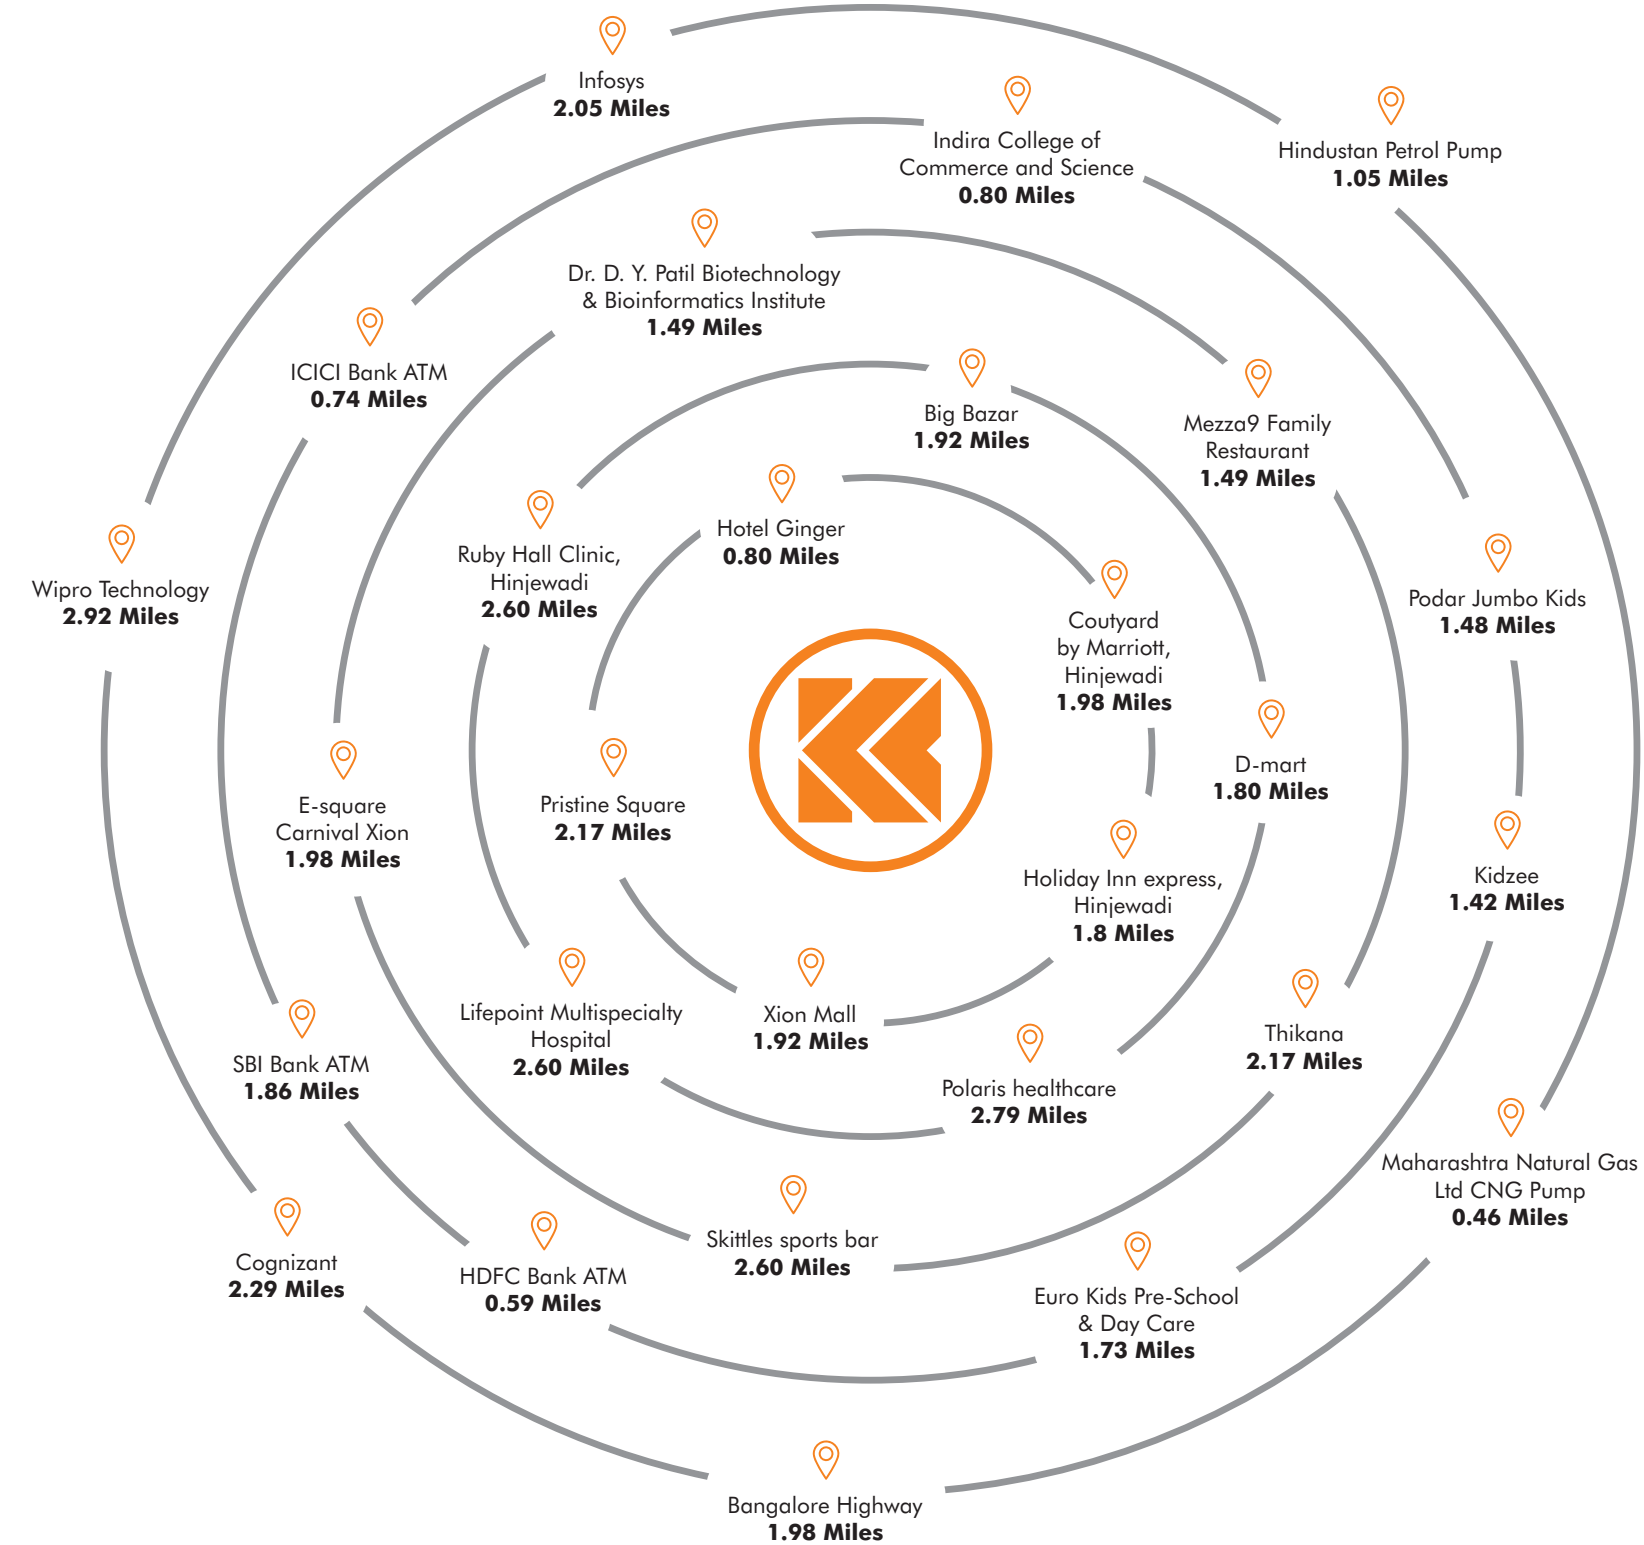 Infosys
2.05 Miles
Indira College of
Commerce and Science
0.80 Miles
Hindustan Petrol Pump
1.05 Miles
Dr. D. Y. Patil Biotechnology
& Bioinformatics Institute
1.49 Miles
ICICI Bank ATM
0.74 Miles
Big Bazar
1.92 Miles
Mezza9 Family
Restaurant
1.49 Miles
Hotel Ginger
0.80 Miles
Ruby Hall Clinic,
Hinjewadi
2.60 Miles
Wipro Technology
2.92 Miles
Coutyard
by Marriott,
Hinjewadi
1.98 Miles
Podar Jumbo Kids
1.48 Miles
D-mart
1.80 Miles
E-square
Carnival Xion
1.98 Miles
Pristine Square
2.17 Miles
Holiday Inn express,
Hinjewadi
1.8 Miles
Kidzee
1.42 Miles
Lifepoint Multispecialty
Hospital
2.60 Miles
Xion Mall
1.92 Miles
Thikana
2.17 Miles
SBI Bank ATM
1.86 Miles
Polaris healthcare
2.79 Miles
Maharashtra Natural Gas
Ltd CNG Pump
0.46 Miles
Skittles sports bar
2.60 Miles
Cognizant
2.29 Miles
HDFC Bank ATM
0.59 Miles
Euro Kids Pre-School
& Day Care
1.73 Miles
Bangalore Highway
1.98 Miles